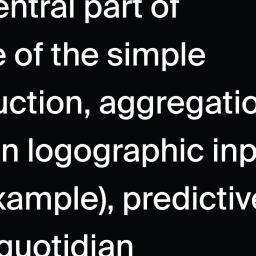 entral part of
e of the simple
uction, aggregatio
n logographic inp
xample), predictive
quotidian